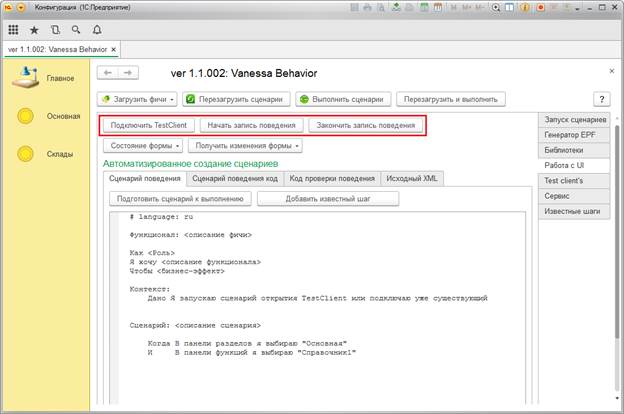 Конфигурация (1С:Предприятие)
M M+ M-
ver 1.1.002: Vanessa Behavior ×
Главное
Основная
Склады
ver 1.1.002: Vanessa Behavior
Загрузить фичи
Перезагрузить сценарии
Выполнить сценарии
Перезагрузить и выполнить
?
Подключить TestClient
Начать запись поведения
Закончить запись поведения
Состояние формы
Получить изменения формы
Автоматизированное создание сценариев
Сценарий поведения
Сценарий поведения код
Код проверки поведения
Исходный XML
Подготовить сценарий к выполнению
Добавить известный шаг
# language: ru
Функционал: <описание фичи>
Как <Роль>
Я хочу <описание функционала>
Чтобы <бизнес-эффект>
Контекст:
Дано Я запускаю сценарий открытия TestClient или подключаю уже существующий
Сценарий: <описание сценария>
Когда В панели разделов я выбираю "Основная"
И В панели функций я выбираю "Справочник1"
Запуск сценариев
Генератор EPF
Библиотеки
Работа с UI
Test client's
Сервис
Известные шаги